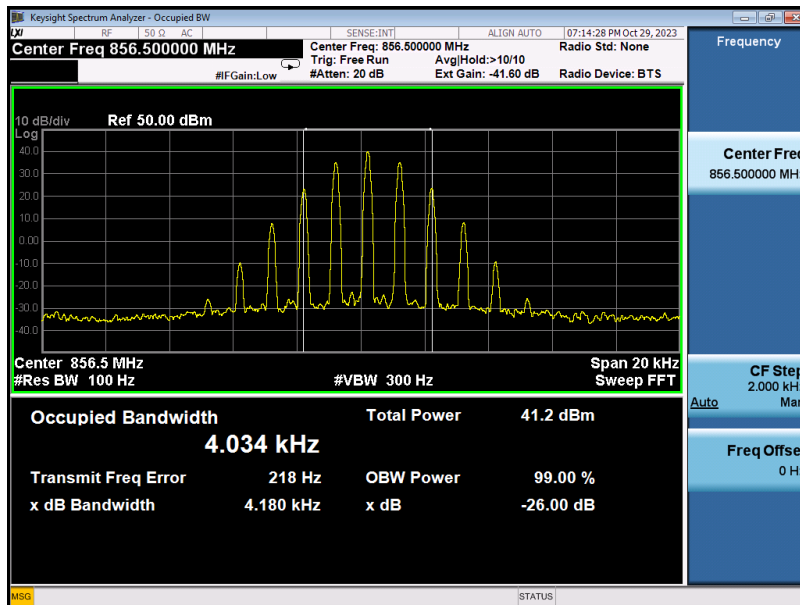 Keysight Spectrum Analyzer - Occupied BW
LXI RF 50 Ω AC SENSE:INT ALIGN AUTO 07:14:28 PM Oct 29, 2023
Center Freq 856.500000 MHz
Center Freq: 856.500000 MHz Radio Std: None
Trig: Free Run Avg|Hold:>10/10
#IFGain:Low #Atten: 20 dB Ext Gain: -41.60 dB Radio Device: BTS
10 dB/div Ref 50.00 dBm
Log
40.0
30.0
20.0
10.0
0.00
-10.0
-20.0
-30.0
-40.0
Center 856.5 MHz Span 20 kHz
#Res BW 100 Hz #VBW 300 Hz Sweep FFT
Occupied Bandwidth Total Power 41.2 dBm
4.034 kHz
Transmit Freq Error 218 Hz OBW Power 99.00 %
x dB Bandwidth 4.180 kHz x dB -26.00 dB
MSG STATUS
Frequency
Center Freq
856.500000 MHz
CF Step
2.000 kHz
Auto Man
Freq Offse
0 Hz